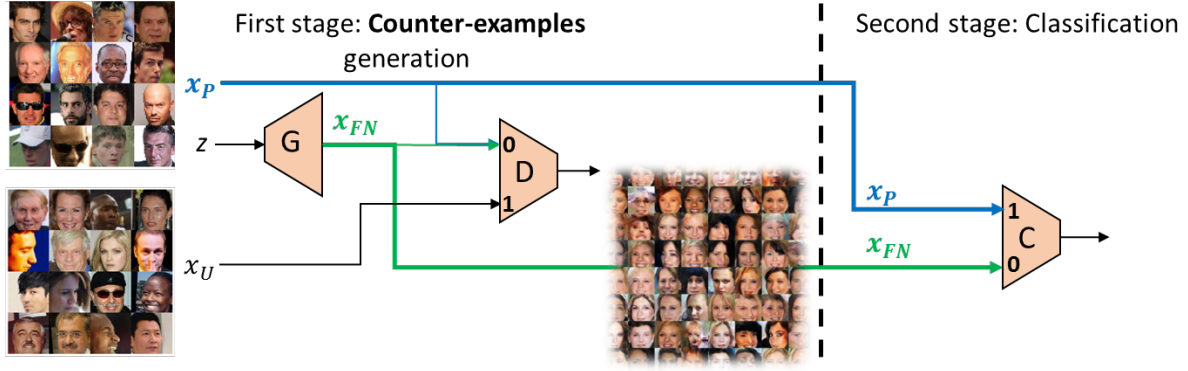 First stage: Counter-examples
generation
Second stage: Classification
x_P
z
G
x_FN
0
D
1
x_U
x_P
1
C
x_FN
0